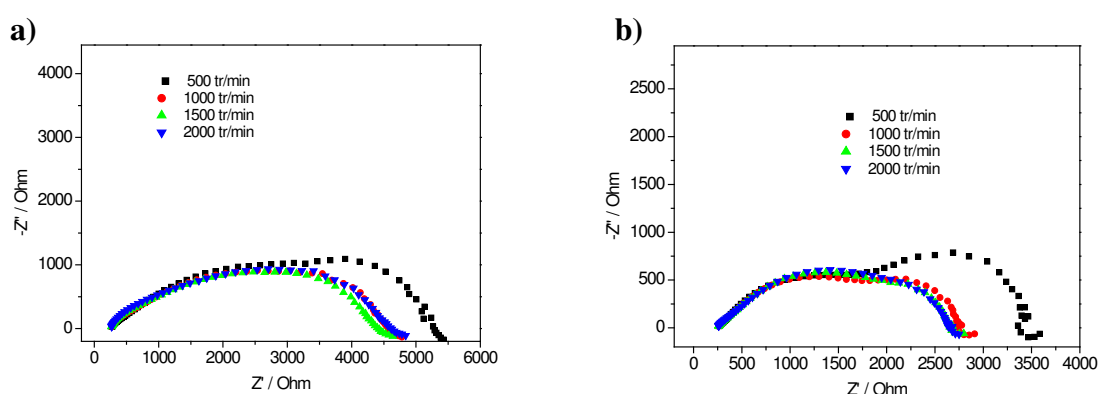 a)
4000
3000
2000
1000
0
-Z'' / Ohm
500 tr/min
1000 tr/min
1500 tr/min
2000 tr/min
0 1000 2000 3000 4000 5000 6000
Z' / Ohm
b)
2500
2000
1500
1000
500
0
-Z'' / Ohm
500 tr/min
1000 tr/min
1500 tr/min
2000 tr/min
0 500 1000 1500 2000 2500 3000 3500 4000
Z' / Ohm